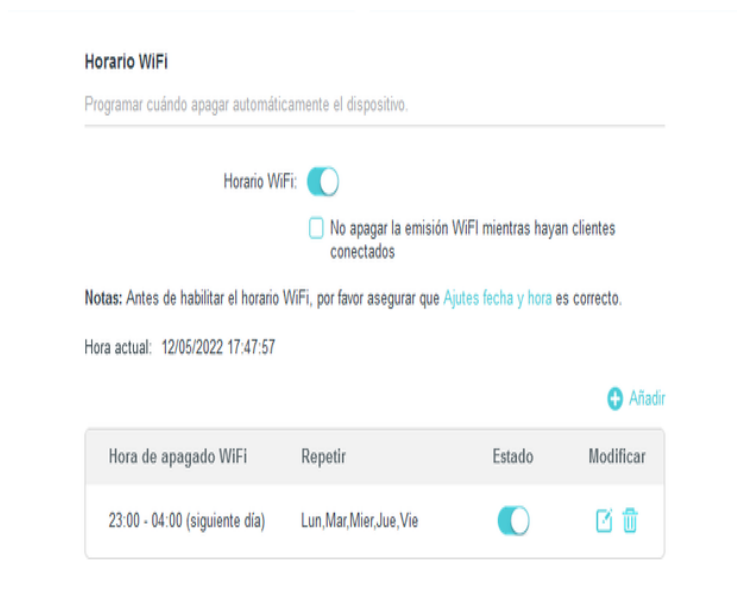 Horario WiFi
Programar cuándo apagar automáticamente el dispositivo.
Horario WiFi:
No apagar la emisión WiFI mientras hayan clientes
conectados
Notas: Antes de habilitar el horario WiFi, por favor asegurar que Ajutes fecha y hora es correcto.
Hora actual: 12/05/2022 17:47:57
Añadir
Hora de apagado WiFi Repetir Estado Modificar
23:00 - 04:00 (siguiente día) Lun,Mar,Mier,Jue,Vie